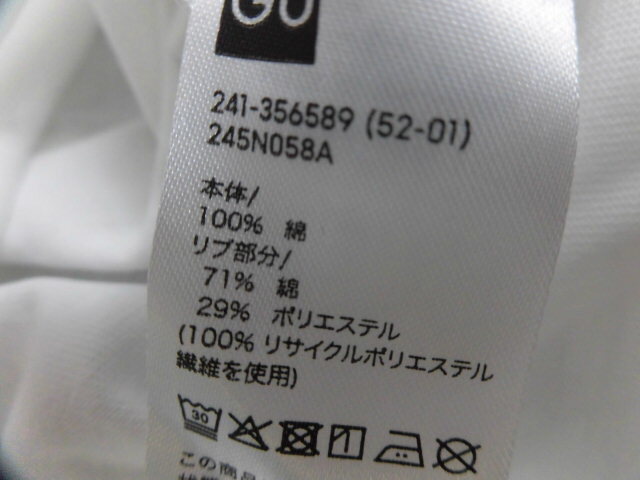 GU
241-356589 (52-01)
245N058A
本体/
100% 綿
リブ部分/
71% 綿
29% ポリエステル
(100% リサイクルポリエステル
繊維を使用)
30
この商品